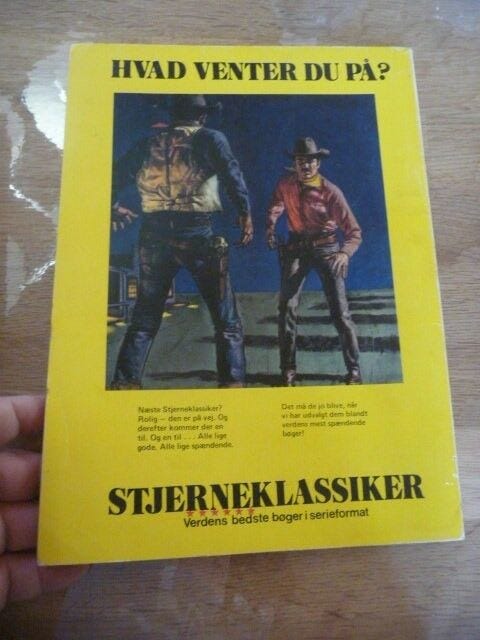 HVAD VENTER DU PÅ?
Næste Stjerneklassiker?
Rolig — den er på vej. Og
derefter kommer der en
til. Og en til . . . Alle lige
gode. Alle lige spændende.
Det må de jo blive, når
vi har udvalgt dem blandt
verdens mest spændende
bøger!
STJERNEKLASSIKER
Verdens bedste bøger i serieformat